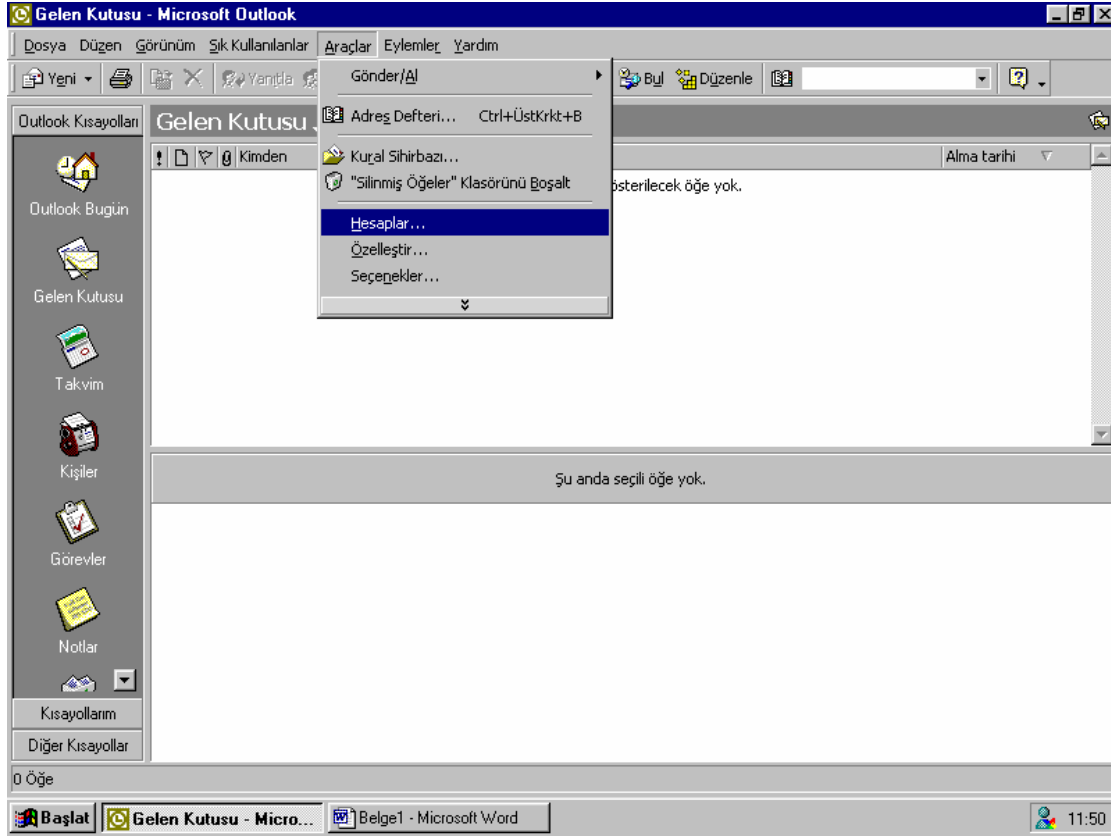 Gelen Kutusu - Microsoft Outlook
Dosya Düzen Görünüm Sık Kullanılanlar Araçlar Eylemler Yardım
Yeni Yanıtla Bul Düzenle
Outlook Kısayolları
Gelen Kutusu
Kimden Alma tarihi
Gönder/Al
Adres Defteri... Ctrl+ÜstKrkt+B
Kural Sihirbazı...
"Silinmiş Öğeler" Klasörünü Boşalt
Hesaplar...
Özelleştir...
Seçenekler...
österilecek öğe yok.
Outlook Bugün
Gelen Kutusu
Takvim
Kişiler
Görevler
Notlar
Kısayollarım
Diğer Kısayollar
Şu anda seçili öğe yok.
0 Öğe
Başlat Gelen Kutusu - Micro... Belge1 - Microsoft Word 11:50